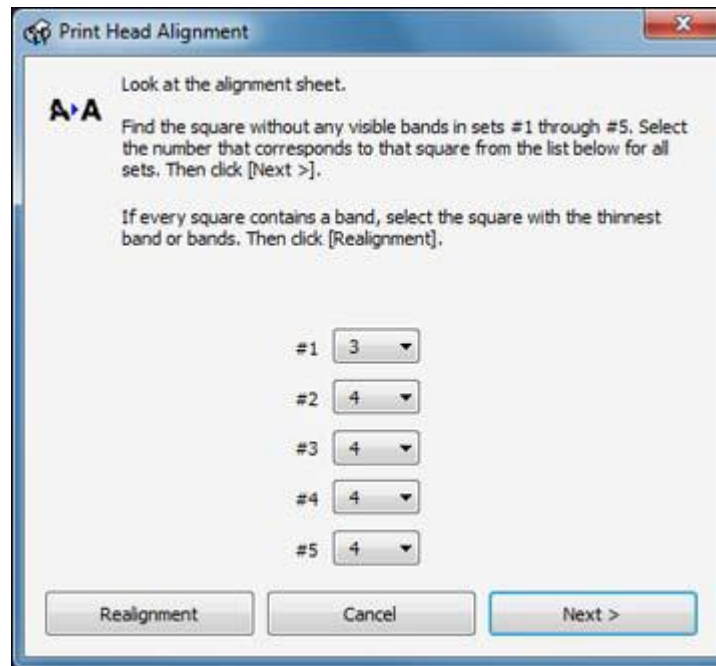 Print Head Alignment
Look at the alignment sheet.
A A
Find the square without any visible bands in sets #1 through #5. Select
the number that corresponds to that square from the list below for all
sets. Then click [Next >].
If every square contains a band, select the square with the thinnest
band or bands. Then click [Realignment].
#1 3
#2 4
#3 4
#4 4
#5 4
Realignment Cancel Next >